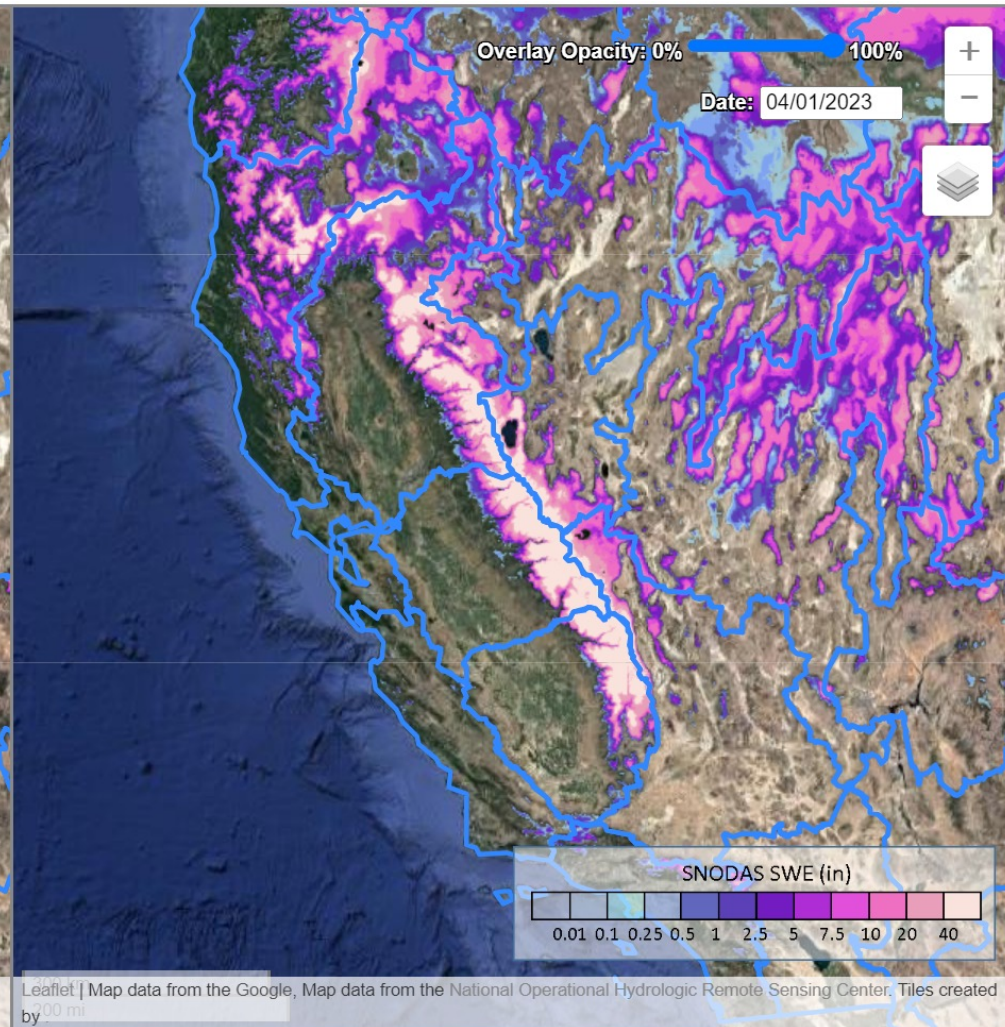 Overlay Opacity: 0% 100%
+
Date: 04/01/2023
−
SNODAS SWE (in)
0.01 0.1 0.25 0.5 1 2.5 5 7.5 10 20 40
Leaflet | Map data from the Google, Map data from the National Operational Hydrologic Remote Sensing Center. Tiles created
200 mi
by